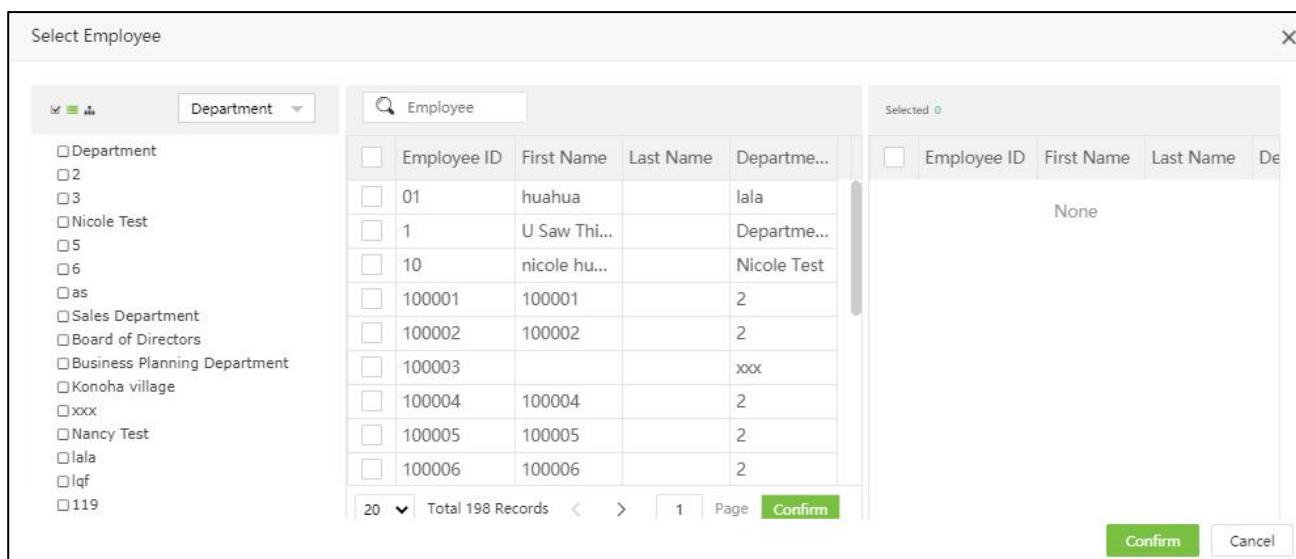 Select Employee
Department
Department
2
3
Nicole Test
5
6
as
Sales Department
Board of Directors
Business Planning Department
Konoha village
xxx
Nancy Test
lala
lqf
119
Employee
Employee ID First Name Last Name Departme...
01 huahua lala
1 U Saw Thi... Departme...
10 nicole hu... Nicole Test
100001 100001 2
100002 100002 2
100003 xxx
100004 100004 2
100005 100005 2
100006 100006 2
20 Total 198 Records < > 1 Page Confirm
Selected 0
Employee ID First Name Last Name De
None
Confirm Cancel